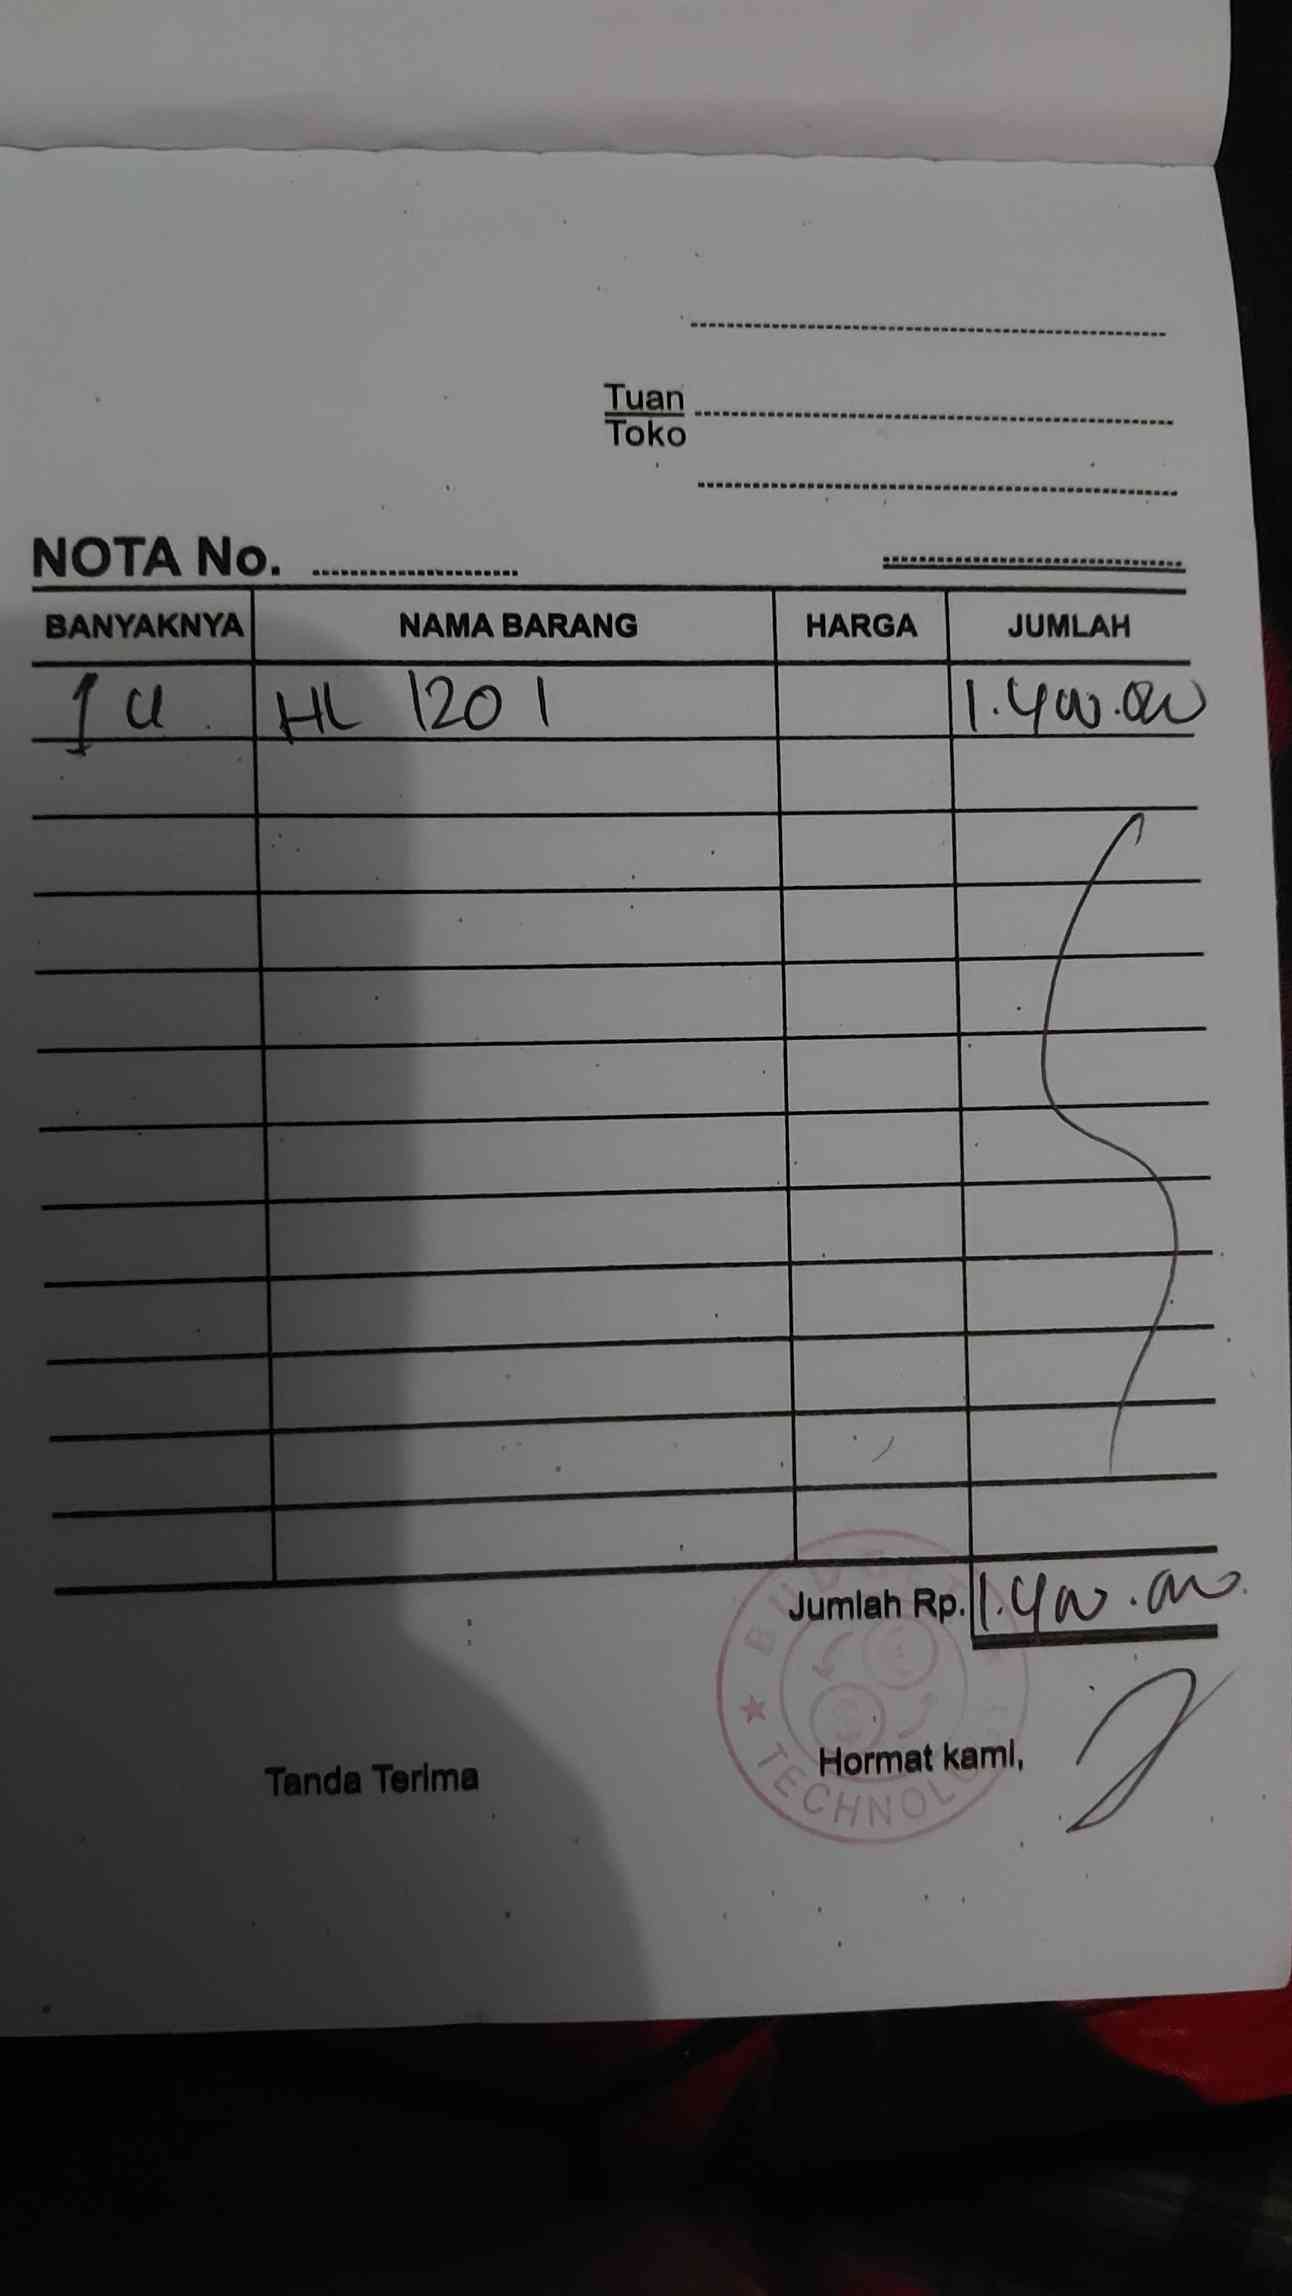 Tuan
Toko
NOTA No.
BANYAKNYA NAMA BARANG HARGA JUMLAH
1 U HL 1201 1.400.000
Jumlah Rp. 1.400.000
Tanda Terima Hormat kami,
TECHNOLOGY